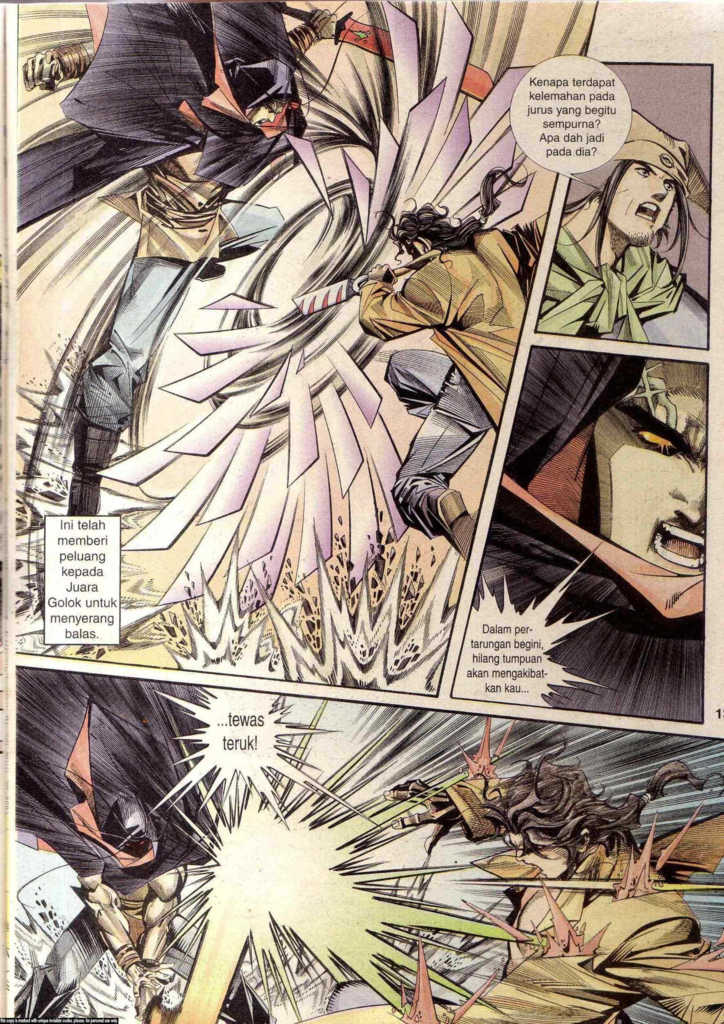 Kenapa terdapat
kelemahan pada
jurus yang begitu
sempurna?
Apa dah jadi
pada dia?
Ini telah
memberi
peluang
kepada
Juara
Golok untuk
menyerang
balas.
Dalam per-
tarungan begini,
hilang tumpuan
akan mengakibat-
kan kau...
...tewas
teruk!